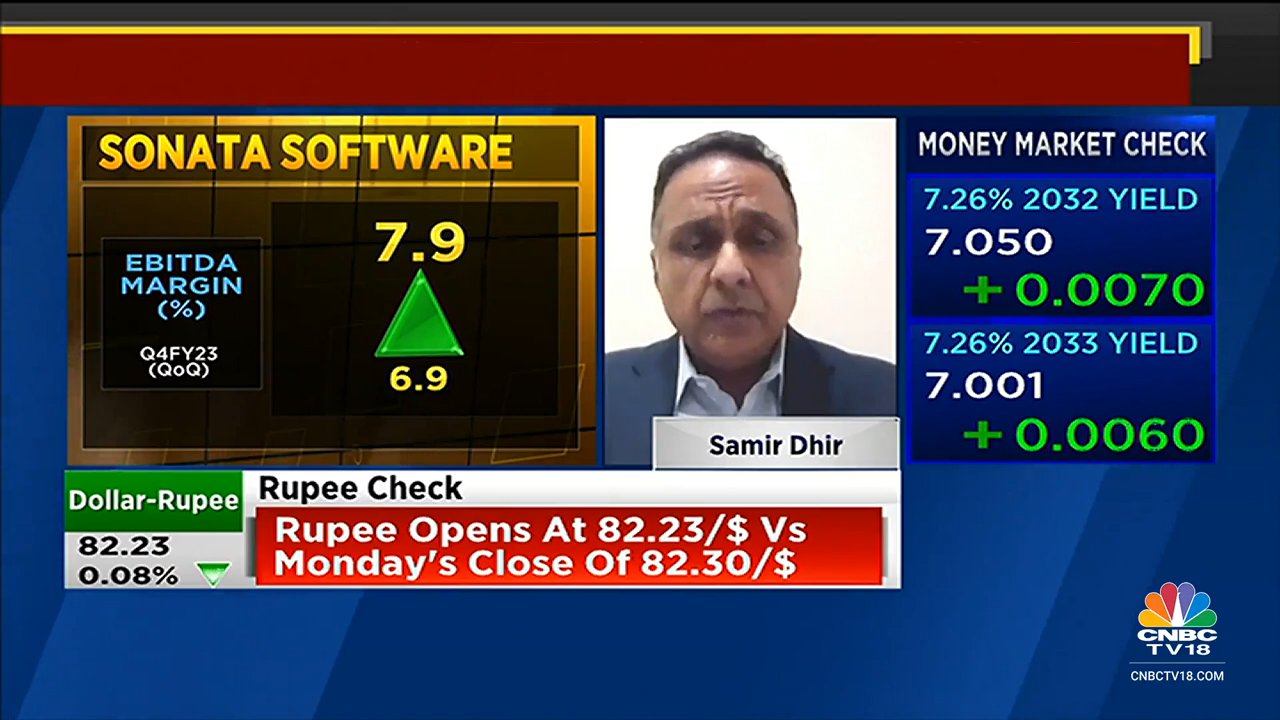 SONATA SOFTWARE
EBITDA
MARGIN
(%)
Q4FY23
(QoQ)
7.9
6.9
Samir Dhir
MONEY MARKET CHECK
7.26% 2032 YIELD
7.050
+ 0.0070
7.26% 2033 YIELD
7.001
+ 0.0060
Dollar-Rupee
82.23
0.08%
Rupee Check
Rupee Opens At 82.23/$ Vs
Monday's Close Of 82.30/$
CNBC
TV18
CNBCTV18.COM